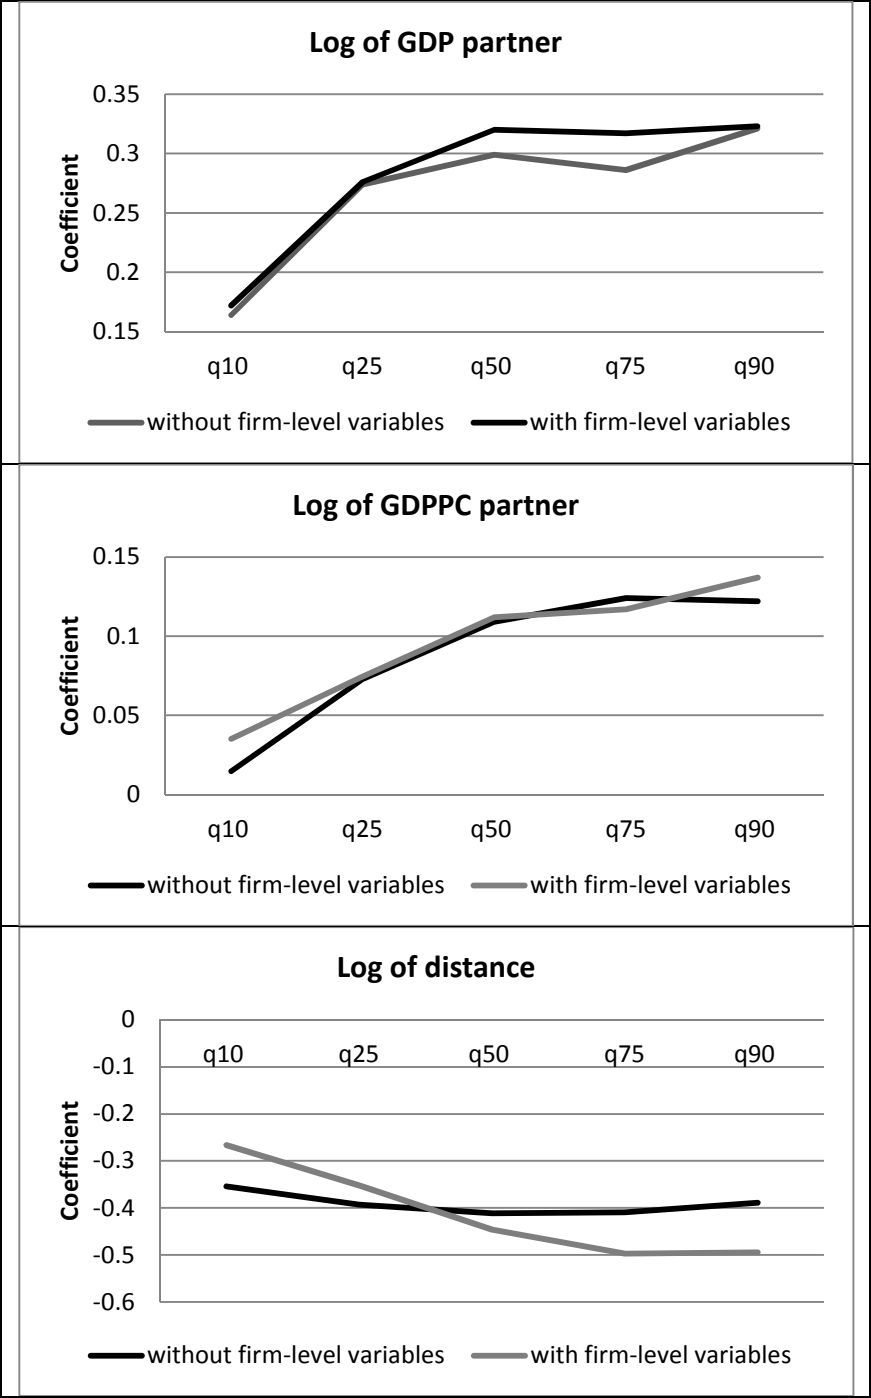 Log of GDP partner
0.35
0.3
0.25
0.2
0.15
Coefficient
q10 q25 q50 q75 q90
without firm-level variables with firm-level variables
Log of GDPPC partner
0.15
0.1
0.05
0
Coefficient
q10 q25 q50 q75 q90
without firm-level variables with firm-level variables
Log of distance
0
-0.1
-0.2
-0.3
-0.4
-0.5
-0.6
Coefficient
q10 q25 q50 q75 q90
without firm-level variables with firm-level variables